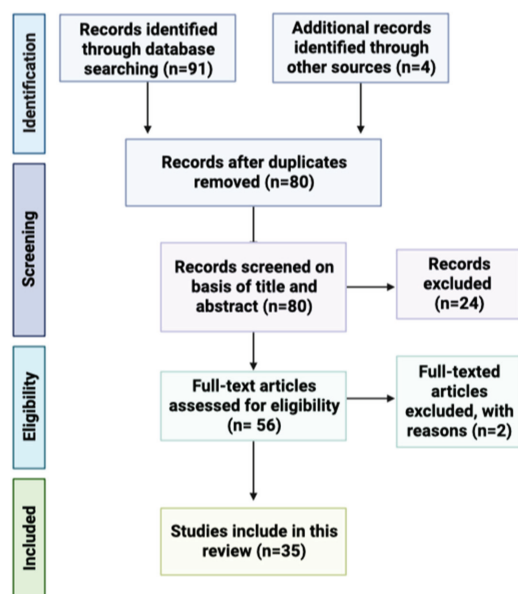 Identification
Records identified
through database
searching (n=91)
Additional records
identified through
other sources (n=4)
Records after duplicates
removed (n=80)
Screening
Records screened on
basis of title and
abstract (n=80)
Records
excluded
(n=24)
Eligibility
Full-text articles
assessed for eligibility
(n= 56)
Full-texted
articles
excluded, with
reasons (n=2)
Included
Studies include in this
review (n=35)